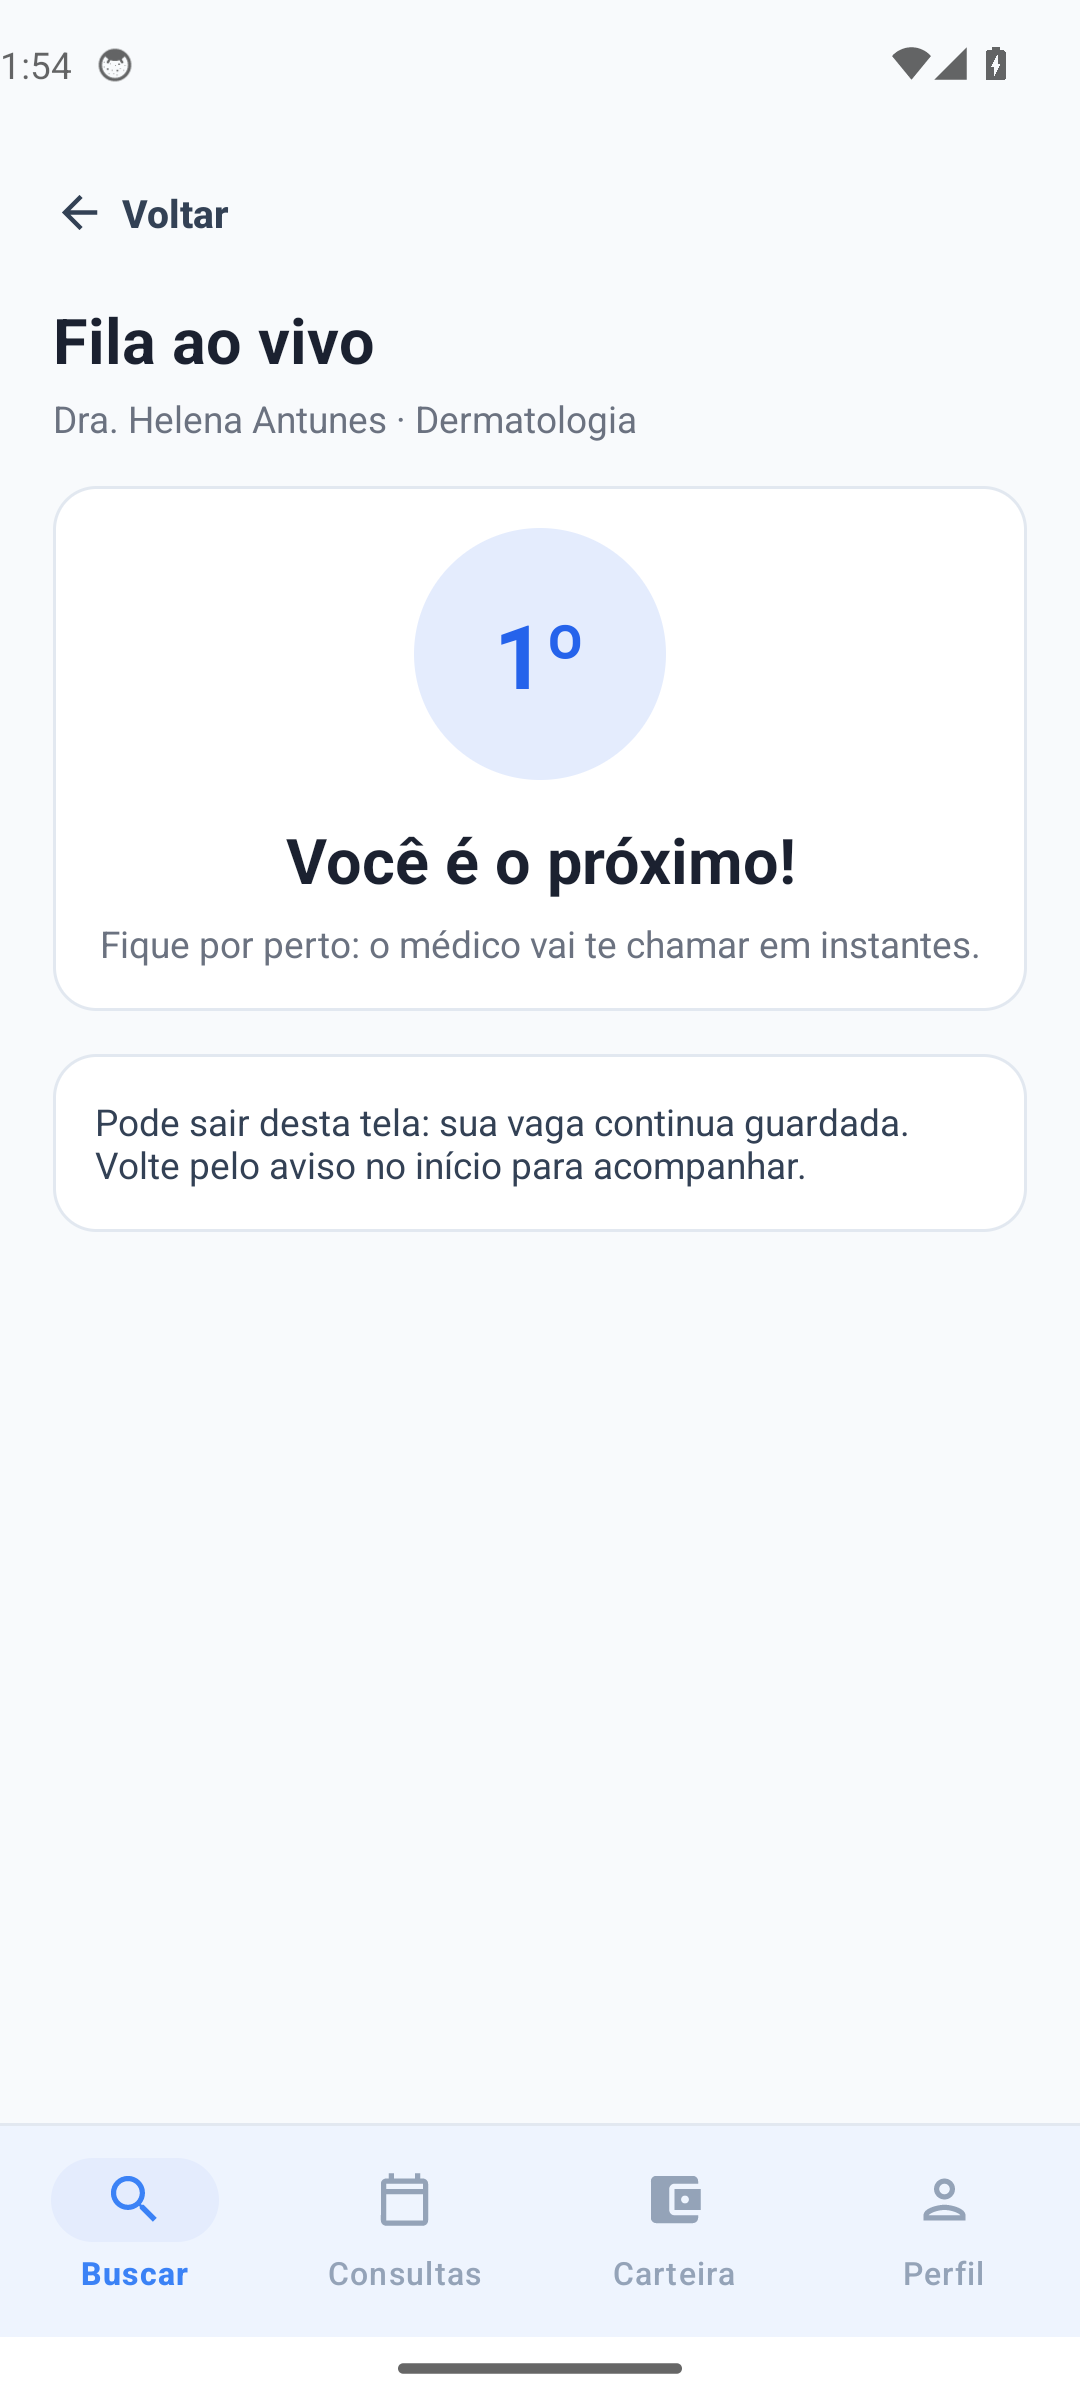 1:54
Voltar
Fila ao vivo
Dra. Helena Antunes · Dermatologia
1º
Você é o próximo!
Fique por perto: o médico vai te chamar em instantes.
Pode sair desta tela: sua vaga continua guardada.
Volte pelo aviso no início para acompanhar.
Buscar
Consultas
Carteira
Perfil